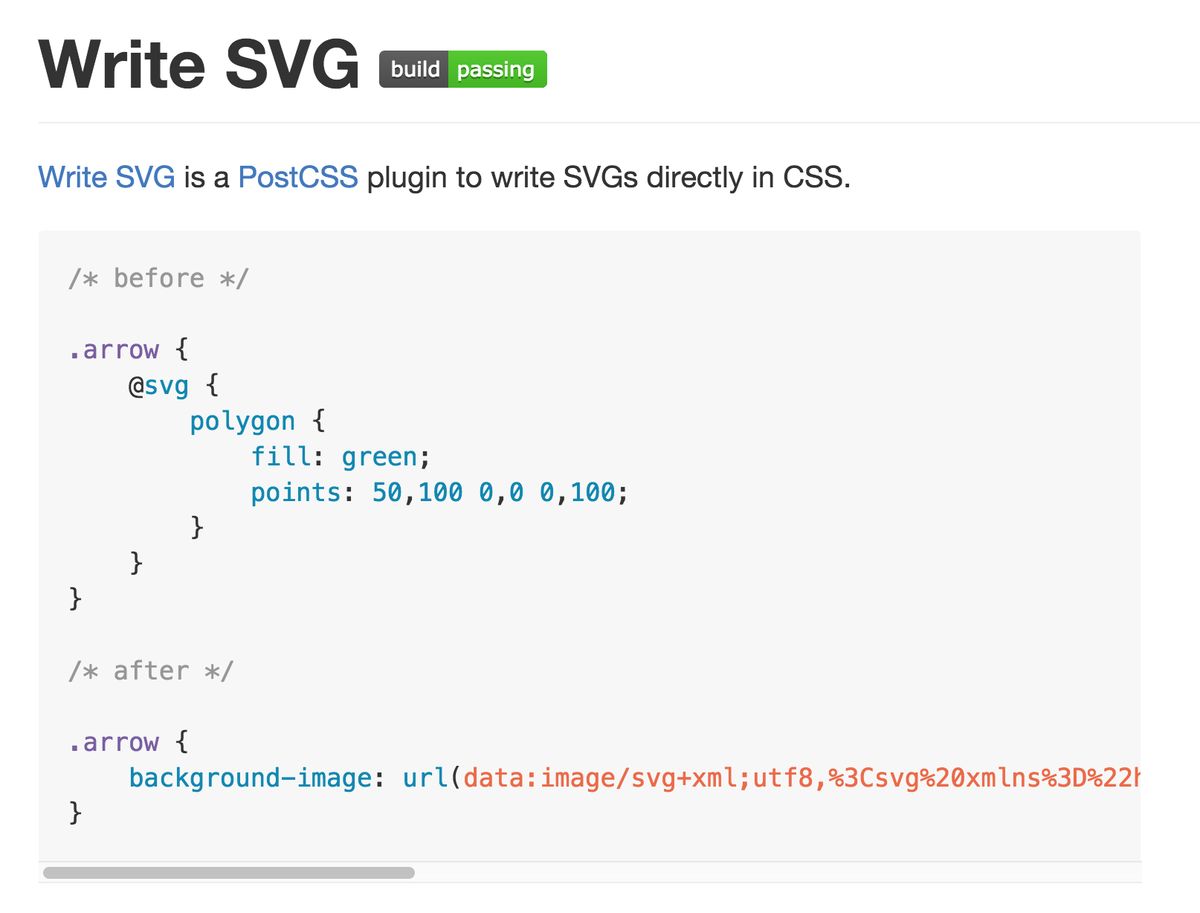 Write SVG build passing
Write SVG is a PostCSS plugin to write SVGs directly in CSS.
/* before */
.arrow {
@svg {
polygon {
fill: green;
points: 50,100 0,0 0,100;
}
}
}
/* after */
.arrow {
background-image: url(data:image/svg+xml;utf8,%3Csvg%20xmlns%3D%22h
}